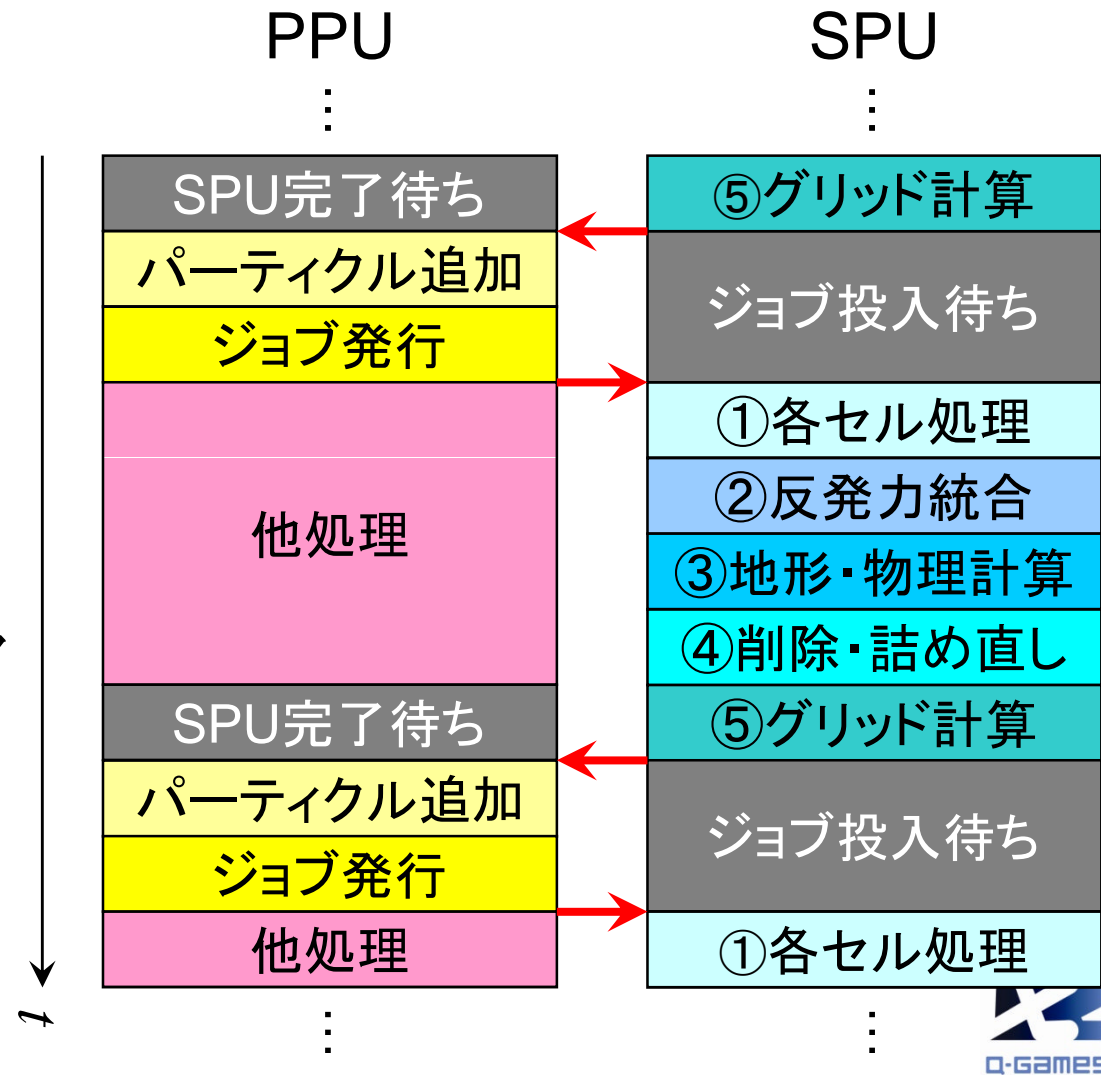 PPU
SPU
SPU完了待ち
パーティクル追加
ジョブ発行
他処理
SPU完了待ち
パーティクル追加
ジョブ発行
他処理
⑤グリッド計算
ジョブ投入待ち
①各セル処理
②反発力統合
③地形・物理計算
④削除・詰め直し
⑤グリッド計算
ジョブ投入待ち
①各セル処理
t
Q-Games